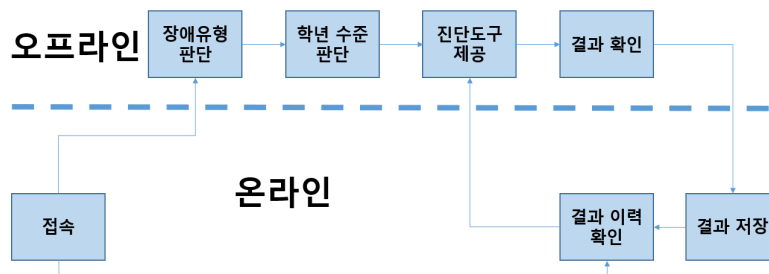 오프라인
장애유형
판단
학년 수준
판단
진단도구
제공
결과 확인
온라인
접속
결과 이력
확인
결과 저장